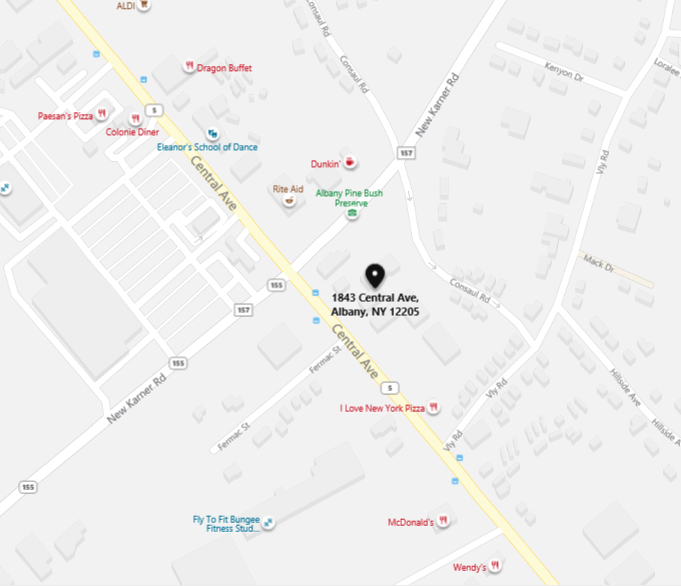 ALDI
Consaul Rd
Consaul Rd
New Karner Rd
Kenyon Dr
Loralee
Dragon Buffet
5
Paesan's Pizza
Colonie Diner
Eleanor's School of Dance
157
Vly Rd
Dunkin'
Central Ave
Rite Aid
Albany Pine Bush
Preserve
Mack Dr
155
1843 Central Ave,
Albany, NY 12205
Consaul Rd
157
Central Ave
155
Fermac St
New Karner Rd
5
Vly Rd
Hillside Ave
I Love New York Pizza
Fermac St
Vly Rd
Hillside A
155
Fly To Fit Bungee
Fitness Stud...
McDonald's
Wendy's